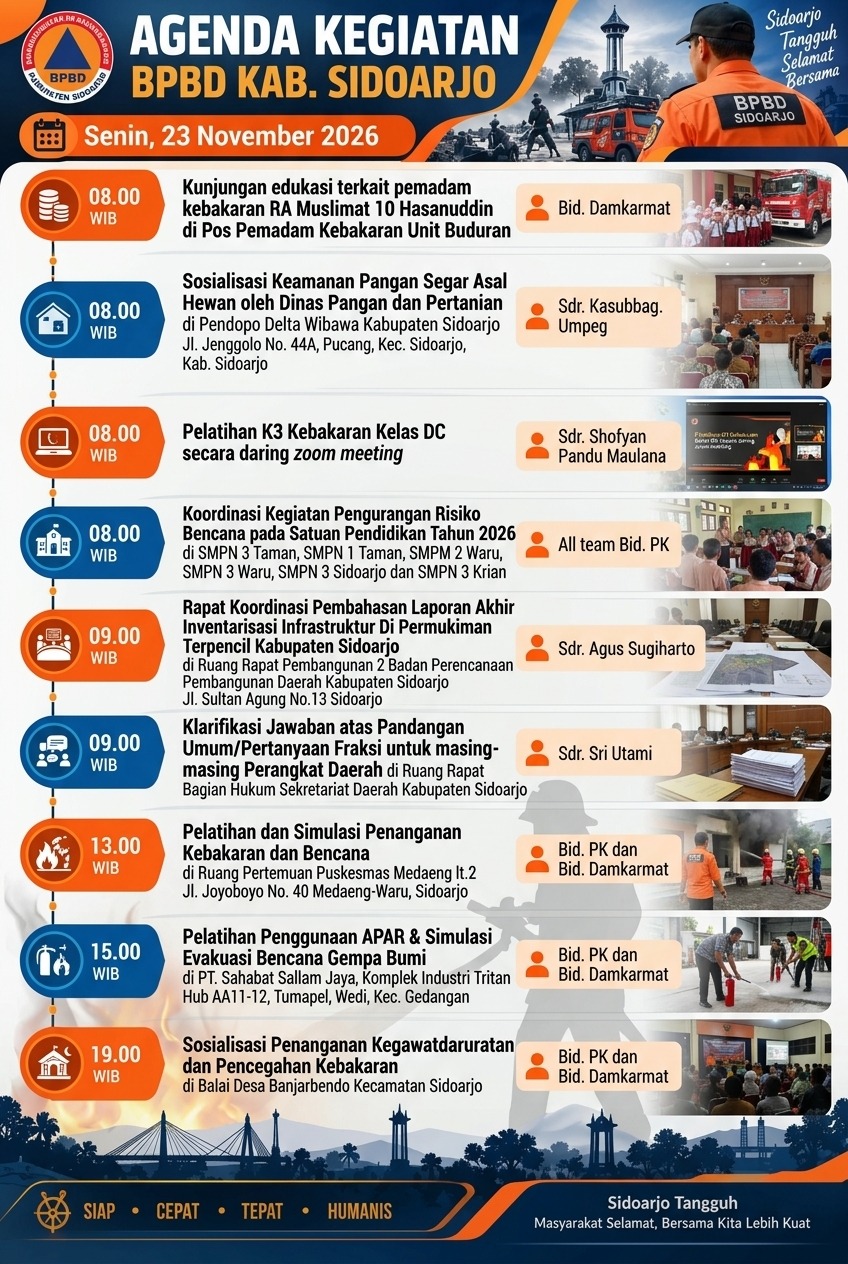 BPBD
KABUPATEN SIDOARJO
AGENDA KEGIATAN
BPBD KAB. SIDOARJO
Senin, 23 November 2026
Sidoarjo
Tangguh
Selamat
Bersama
BPBD
SIDOARJO
08.00
WIB
Kunjungan edukasi terkait pemadam
kebakaran RA Muslimat 10 Hasanuddin
di Pos Pemadam Kebakaran Unit Buduran
Bid. Damkarmat
08.00
WIB
Sosialisasi Keamanan Pangan Segar Asal
Hewan oleh Dinas Pangan dan Pertanian
di Pendopo Delta Wibawa Kabupaten Sidoarjo
Jl. Jenggolo No. 44A, Pucang, Kec. Sidoarjo,
Kab. Sidoarjo
Sdr. Kasubbag.
Umpeg
08.00
WIB
Pelatihan K3 Kebakaran Kelas DC
secara daring zoom meeting
Sdr. Shofyan
Pandu Maulana
08.00
WIB
Koordinasi Kegiatan Pengurangan Risiko
Bencana pada Satuan Pendidikan Tahun 2026
di SMPN 3 Taman, SMPN 1 Taman, SMPM 2 Waru,
SMPN 3 Waru, SMPN 3 Sidoarjo dan SMPN 3 Krian
All team Bid. PK
09.00
WIB
Rapat Koordinasi Pembahasan Laporan Akhir
Inventarisasi Infrastruktur Di Permukiman
Terpencil Kabupaten Sidoarjo
di Ruang Rapat Pembangunan 2 Badan Perencanaan
Pembangunan Daerah Kabupaten Sidoarjo
Jl. Sultan Agung No.13 Sidoarjo
Sdr. Agus Sugiharto
09.00
WIB
Klarifikasi Jawaban atas Pandangan
Umum/Pertanyaan Fraksi untuk masing-
masing Perangkat Daerah di Ruang Rapat
Bagian Hukum Sekretariat Daerah Kabupaten Sidoarjo
Sdr. Sri Utami
13.00
WIB
Pelatihan dan Simulasi Penanganan
Kebakaran dan Bencana
di Ruang Pertemuan Puskesmas Medaeng lt.2
Jl. Joyoboyo No. 40 Medaeng-Waru, Sidoarjo
Bid. PK dan
Bid. Damkarmat
15.00
WIB
Pelatihan Penggunaan APAR & Simulasi
Evakuasi Bencana Gempa Bumi
di PT. Sahabat Sallam Jaya, Komplek Industri Tritan
Hub AA11-12, Tumapel, Wedi, Kec. Gedangan
Bid. PK dan
Bid. Damkarmat
19.00
WIB
Sosialisasi Penanganan Kegawatdaruratan
dan Pencegahan Kebakaran
di Balai Desa Banjarbendo Kecamatan Sidoarjo
Bid. PK dan
Bid. Damkarmat
SIAP • CEPAT • TEPAT • HUMANIS
Sidoarjo Tangguh
Masyarakat Selamat, Bersama Kita Lebih Kuat